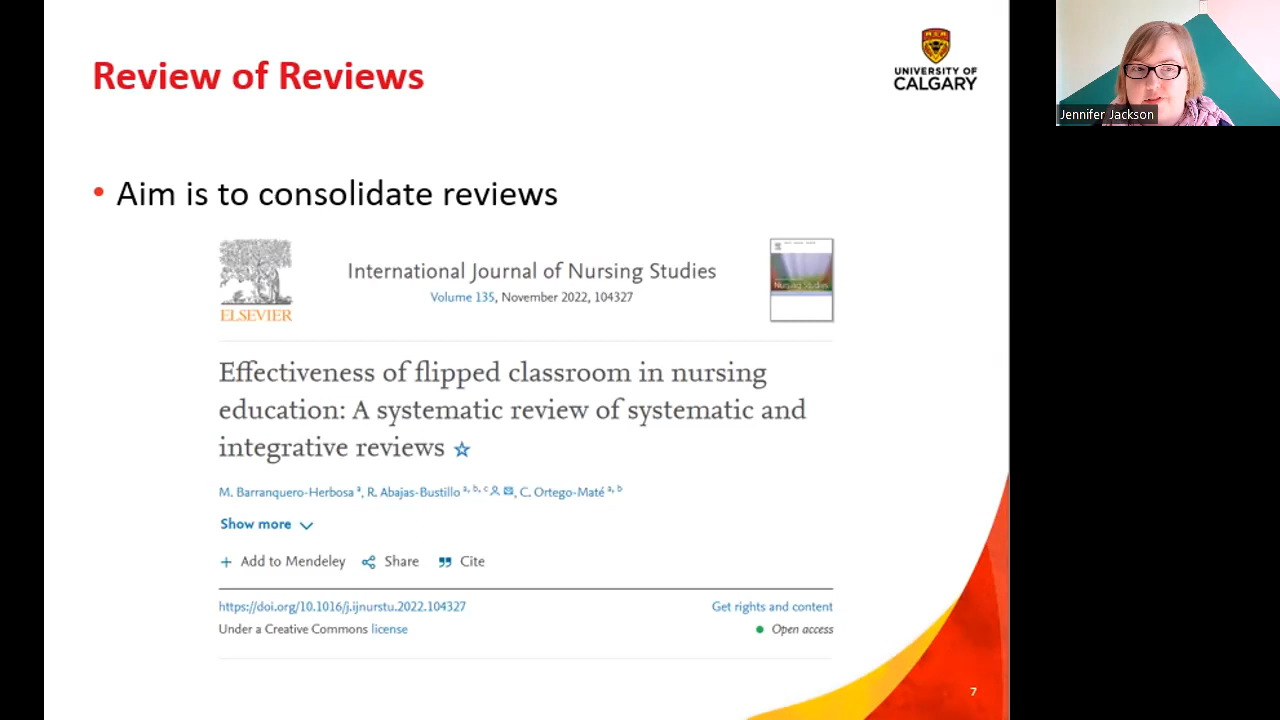 Review of Reviews
UNIVERSITY OF
CALGARY
Jennifer Jackson
• Aim is to consolidate reviews
ELSEVIER
International Journal of Nursing Studies
Volume 135, November 2022, 104327
Nursing Studies
Effectiveness of flipped classroom in nursing
education: A systematic review of systematic and
integrative reviews
M. Barranquero-Herbosa ᵃ, R. Abajas-Bustillo ᵃ, ᵇ, ᶜ, C. Ortego-Maté ᵃ, ᵇ
Show more
+ Add to Mendeley Share Cite
https://doi.org/10.1016/j.ijnurstu.2022.104327 Get rights and content
Under a Creative Commons license Open access
7